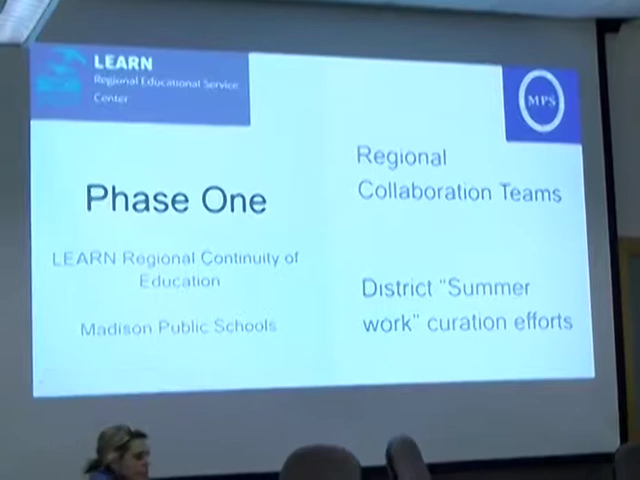 LEARN
Regional Educational Service
Center
MPS
Phase One
LEARN Regional Continuity of
Education
Madison Public Schools
Regional
Collaboration Teams
District "Summer
work" curation efforts